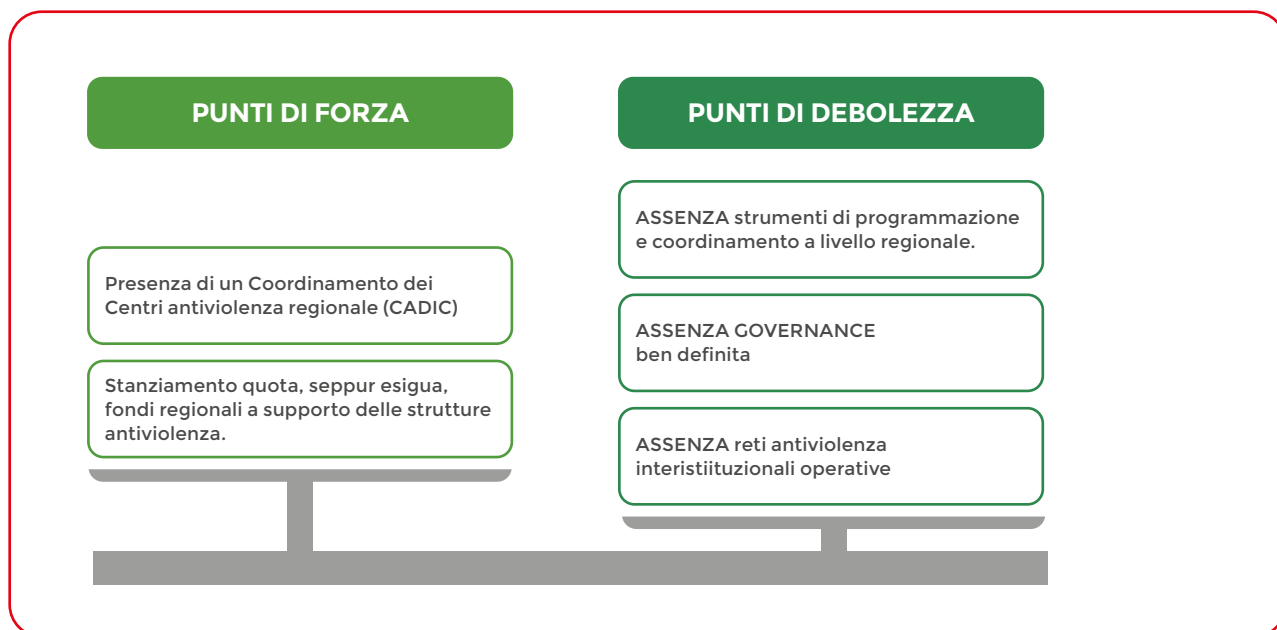 PUNTI DI FORZA
Presenza di un Coordinamento dei
Centri antiviolenza regionale (CADIC)
Stanziamento quota, seppur esigua,
fondi regionali a supporto delle strutture
antiviolenza.
PUNTI DI DEBOLEZZA
ASSENZA strumenti di programmazione
e coordinamento a livello regionale.
ASSENZA GOVERNANCE
ben definita
ASSENZA reti antiviolenza
interistiituzionali operative